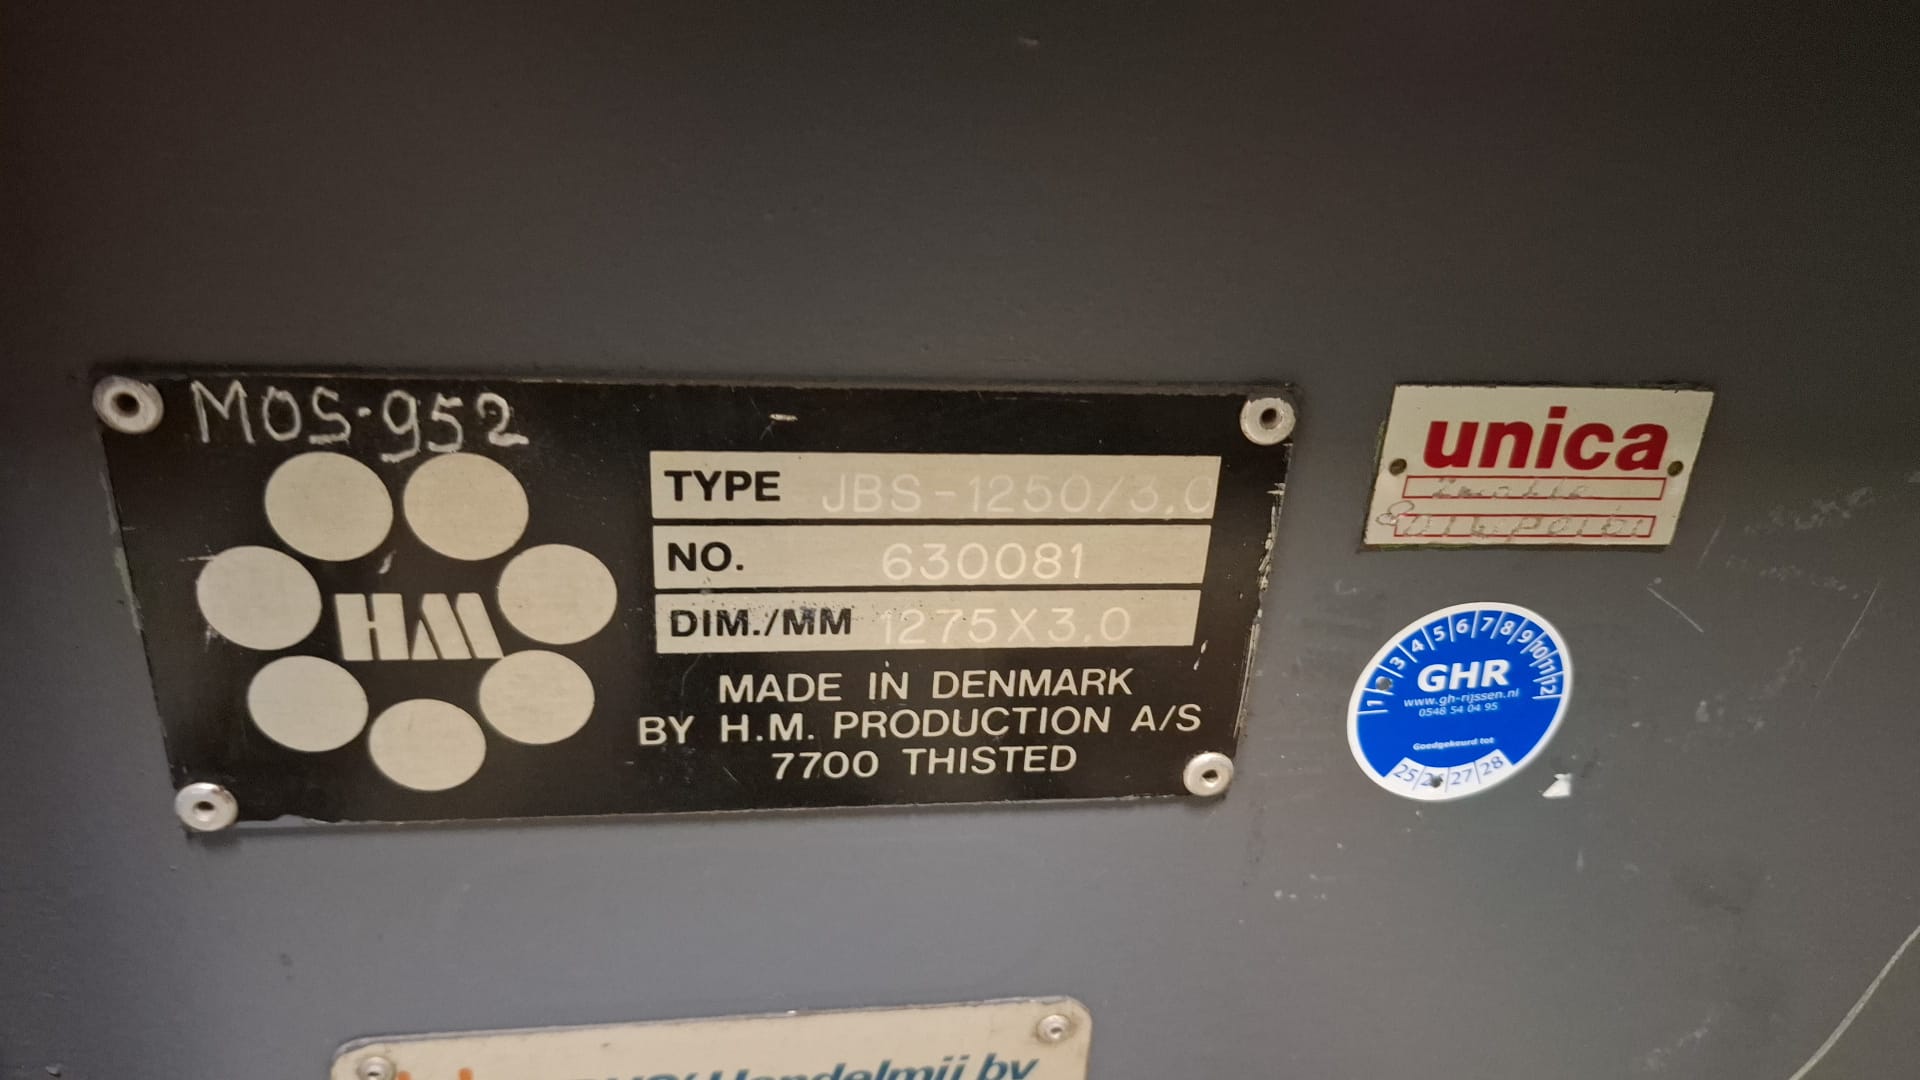 MOS-952
HM
TYPE JBS-1250/3,0
NO. 630081
DIM./MM 1275X3,0
MADE IN DENMARK
BY H.M. PRODUCTION A/S
7700 THISTED
unica
1 2 3 4 5 6 7 8 9 10 11 12
GHR
www.gh-rijssen.nl
0548 54 04 95
Goedgekeurd tot
25 26 27 28
Handelmij bv